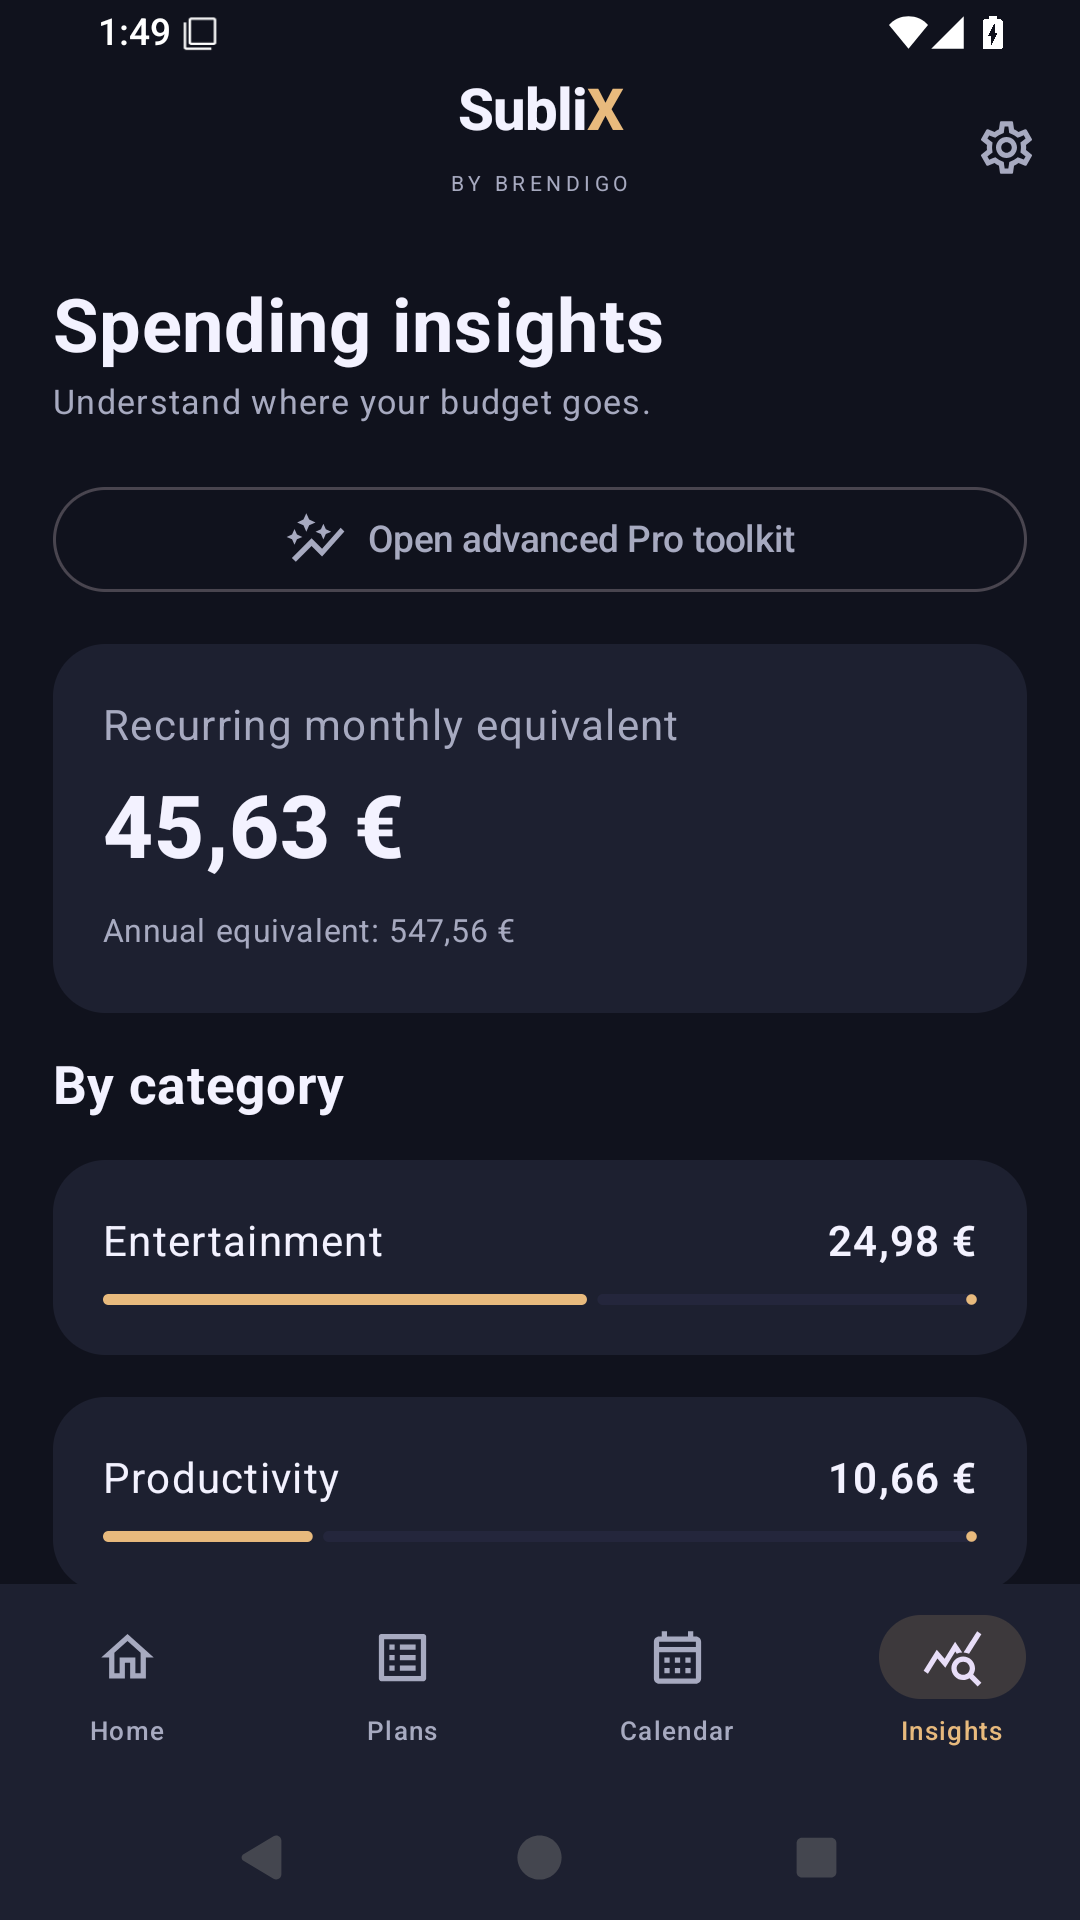 1:49
SubliX
BY BRENDIGO
Spending insights
Understand where your budget goes.
Open advanced Pro toolkit
Recurring monthly equivalent
45,63 €
Annual equivalent: 547,56 €
By category
Entertainment 24,98 €
Productivity 10,66 €
Home Plans Calendar Insights